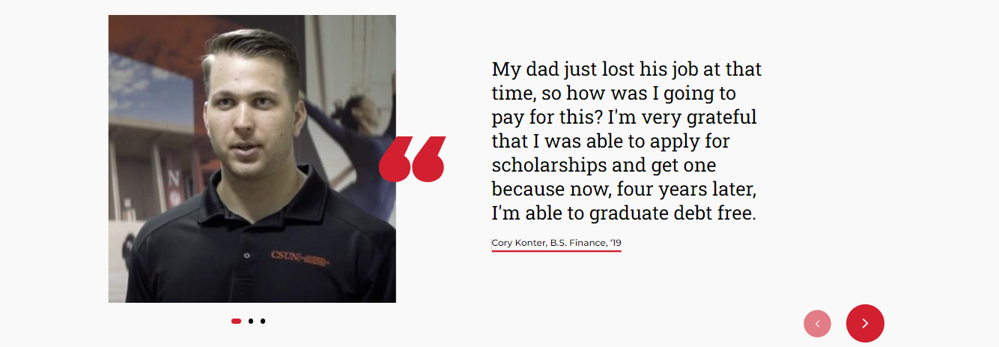 My dad just lost his job at that
time, so how was I going to
pay for this? I'm very grateful
that I was able to apply for
scholarships and get one
because now, four years later,
I'm able to graduate debt free.
Cory Konter, B.S. Finance, ‘19
CSUN
N